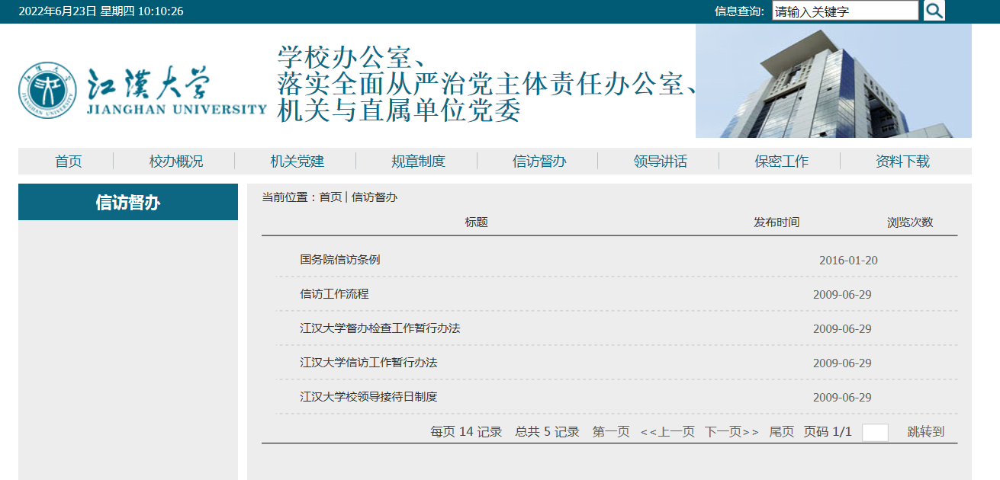 2022年6月23日 星期四 10:10:26 信息查询: 请输入关键字
江漢大学
JIANGHAN UNIVERSITY
学校办公室、
落实全面从严治党主体责任办公室、
机关与直属单位党委
首页 校办概况 机关党建 规章制度 信访督办 领导讲话 保密工作 资料下载
信访督办
当前位置：首页 | 信访督办
标题 发布时间 浏览次数
国务院信访条例 2016-01-20
信访工作流程 2009-06-29
江汉大学督办检查工作暂行办法 2009-06-29
江汉大学信访工作暂行办法 2009-06-29
江汉大学校领导接待日制度 2009-06-29
每页 14 记录 总共 5 记录 第一页 <<上一页 下一页>> 尾页 页码 1/1 跳转到